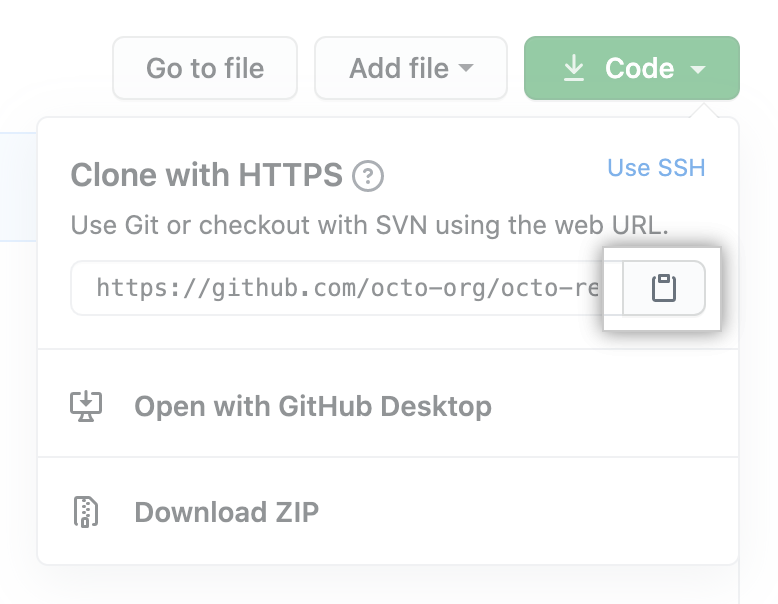 Go to file
Add file
Code
Clone with HTTPS ?
Use SSH
Use Git or checkout with SVN using the web URL.
https://github.com/octo-org/octo-re
Open with GitHub Desktop
Download ZIP